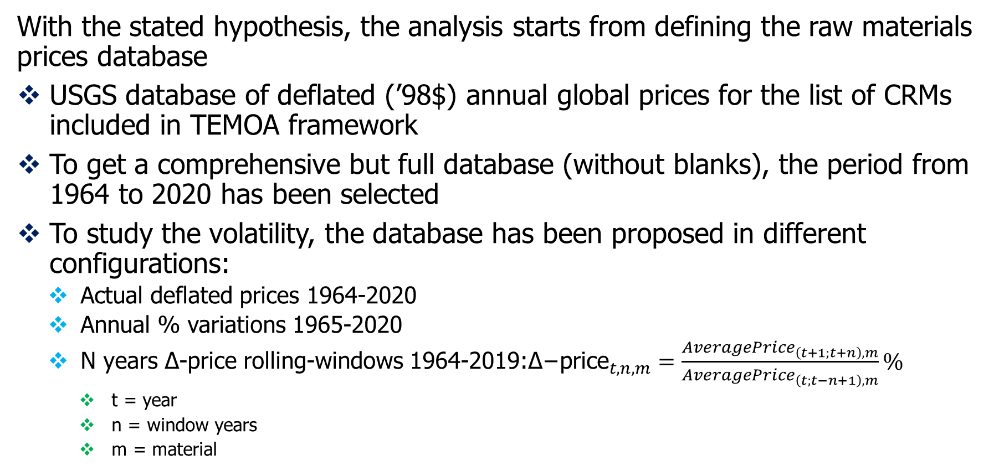 With the stated hypothesis, the analysis starts from defining the raw materials
prices database
❖ USGS database of deflated (’98$) annual global prices for the list of CRMs
included in TEMOA framework
❖ To get a comprehensive but full database (without blanks), the period from
1964 to 2020 has been selected
❖ To study the volatility, the database has been proposed in different
configurations:
❖ Actual deflated prices 1964-2020
❖ Annual % variations 1965-2020
❖ N years Δ-price rolling-windows 1964-2019:Δ−price_{t,n,m} = \frac{AveragePrice_{(t+1;t+n),m}}{AveragePrice_{(t;t−n+1),m}} %
❖ t = year
❖ n = window years
❖ m = material